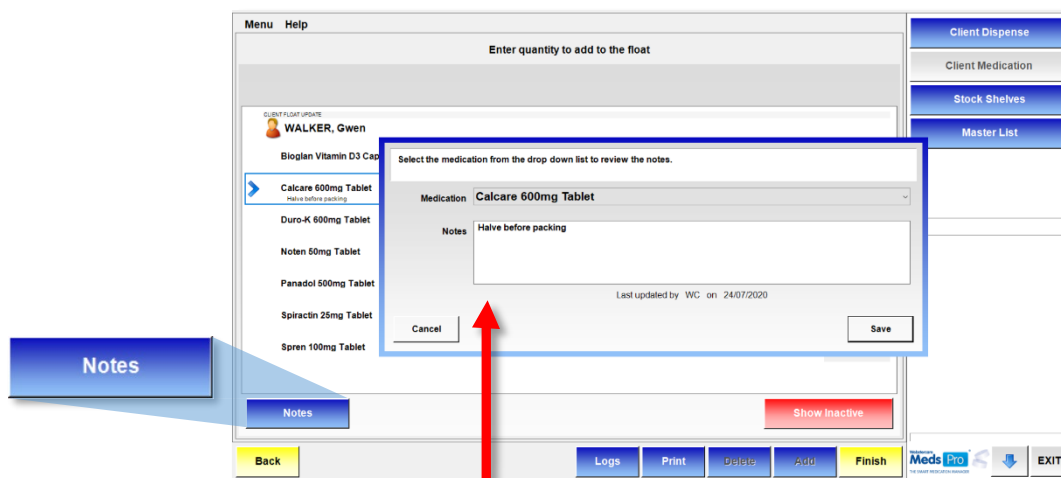 Menu Help
Enter quantity to add to the float
Client Dispense
Client Medication
Stock Shelves
Master List
CLIENT FLOAT UPDATE
WALKER, Gwen
Bioglan Vitamin D3 Cap
Calcare 600mg Tablet
Halve before packing
Duro-K 600mg Tablet
Noten 50mg Tablet
Panadol 500mg Tablet
Spiractin 25mg Tablet
Spren 100mg Tablet
Select the medication from the drop down list to review the notes.
Medication Calcare 600mg Tablet
Notes Halve before packing
Last updated by WC on 24/07/2020
Cancel Save
Notes
Notes Show Inactive
Back Logs Print Delete Add Finish
Meds Pro
THE SMART MEDICATION MANAGER
EXIT